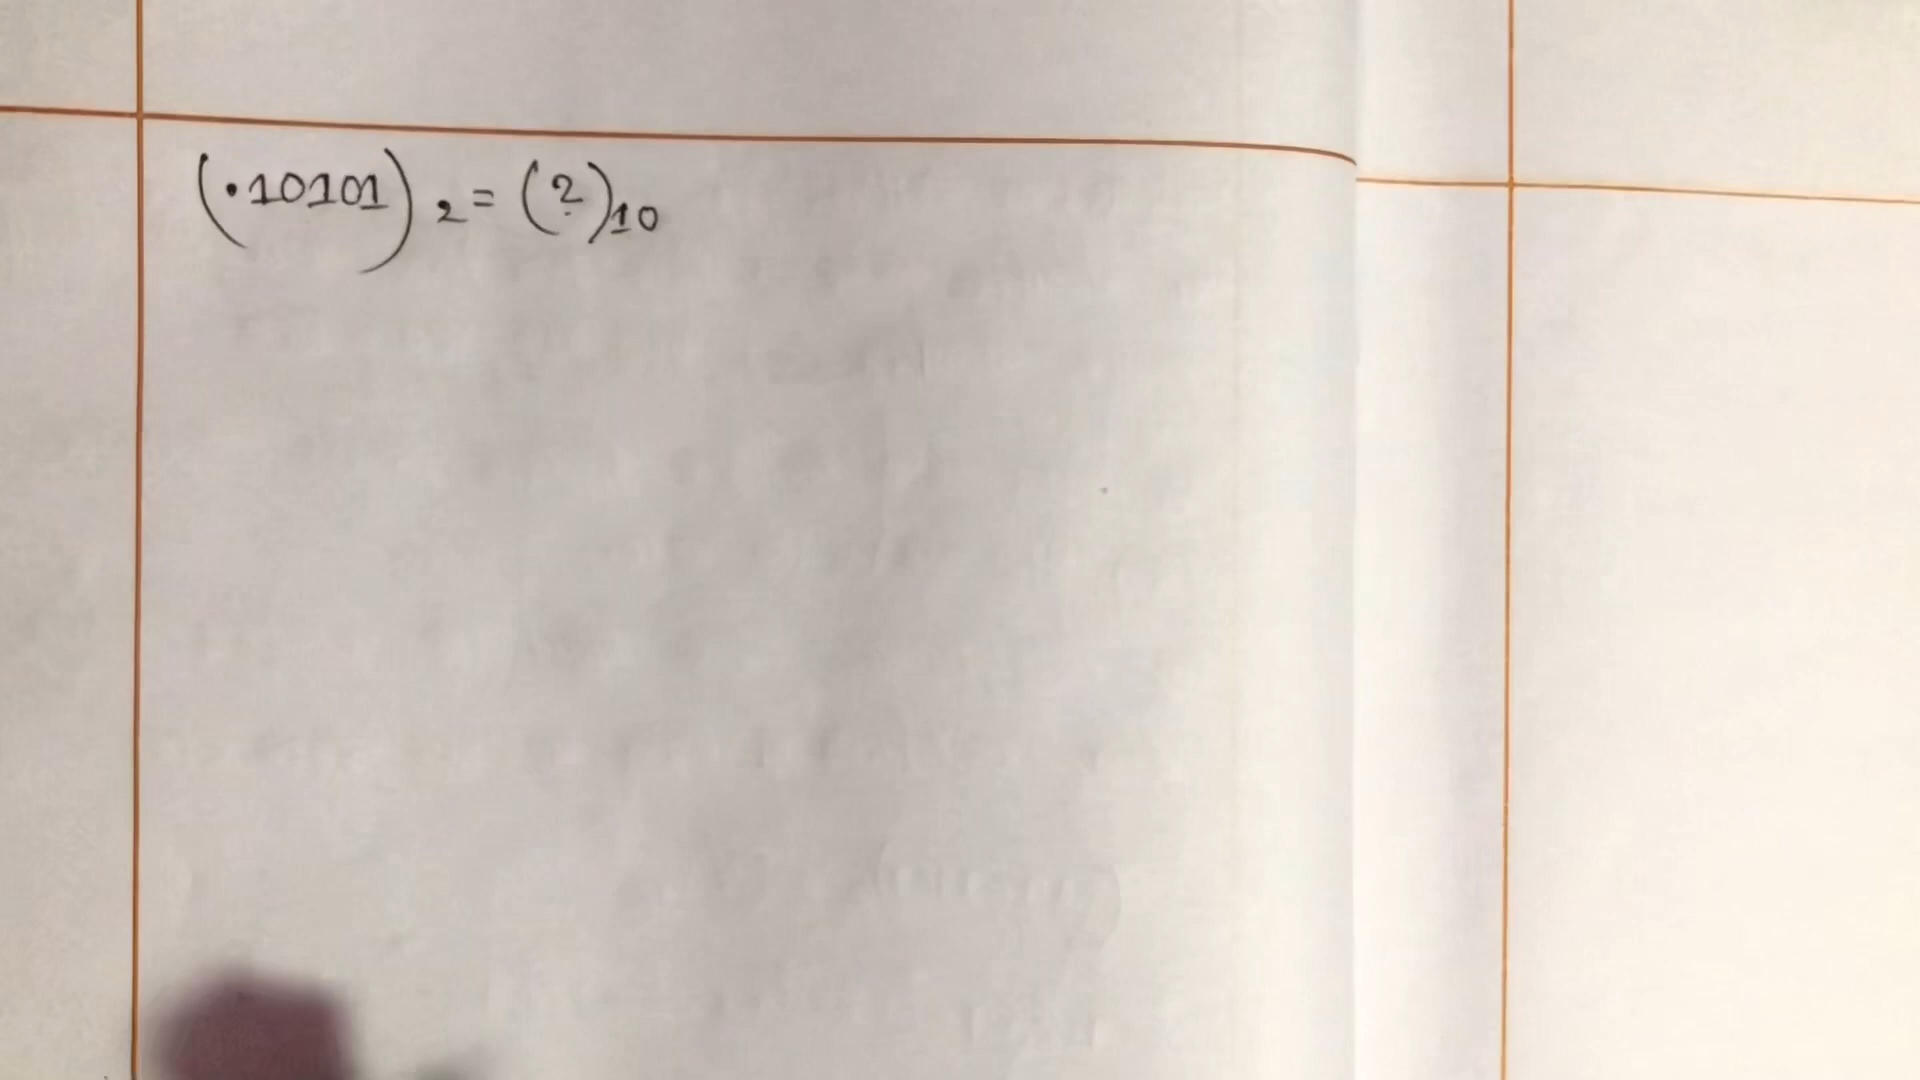 (.10101)₂ = (?)₁₀